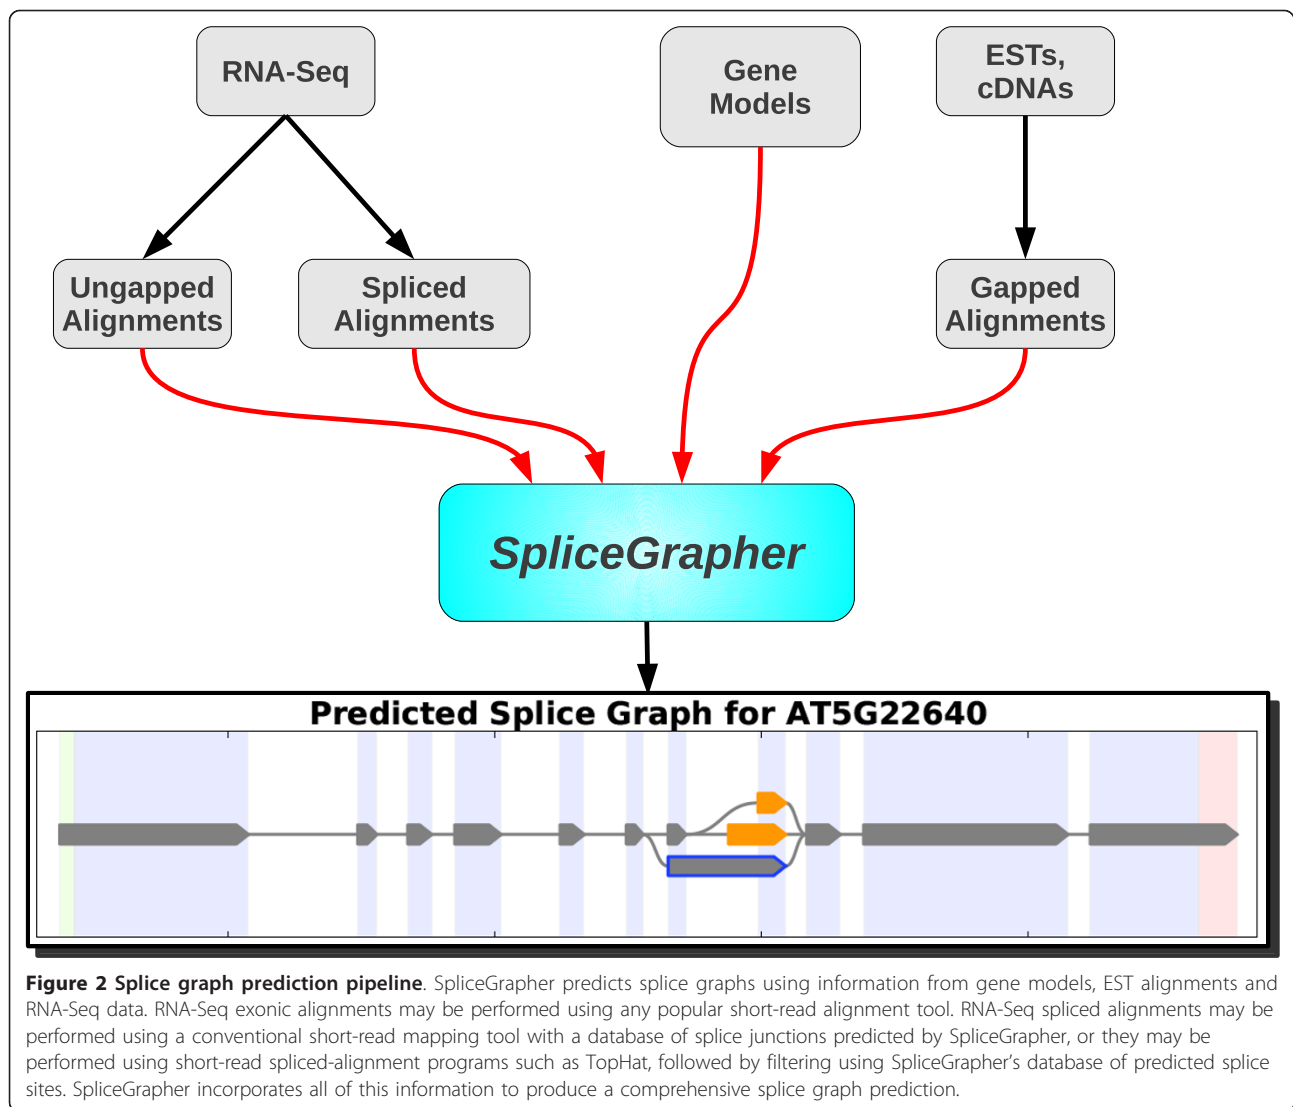 RNA-Seq
Gene
Models
ESTs,
cDNAs
Ungapped
Alignments
Spliced
Alignments
Gapped
Alignments
SpliceGrapher
Predicted Splice Graph for AT5G22640
Figure 2 Splice graph prediction pipeline. SpliceGrapher predicts splice graphs using information from gene models, EST alignments and
RNA-Seq data. RNA-Seq exonic alignments may be performed using any popular short-read alignment tool. RNA-Seq spliced alignments may be
performed using a conventional short-read mapping tool with a database of splice junctions predicted by SpliceGrapher, or they may be
performed using short-read spliced-alignment programs such as TopHat, followed by filtering using SpliceGrapher's database of predicted splice
sites. SpliceGrapher incorporates all of this information to produce a comprehensive splice graph prediction.